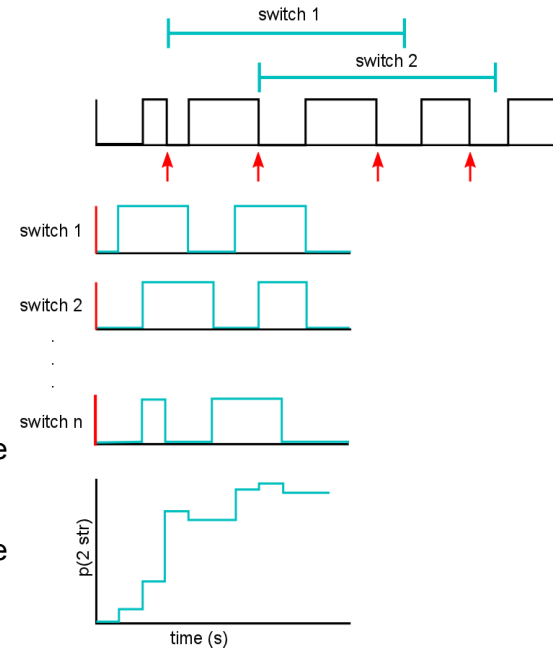 switch 1
switch 2
switch 1
switch 2
.
.
.
switch n
e
e
p(2 str)
time (s)